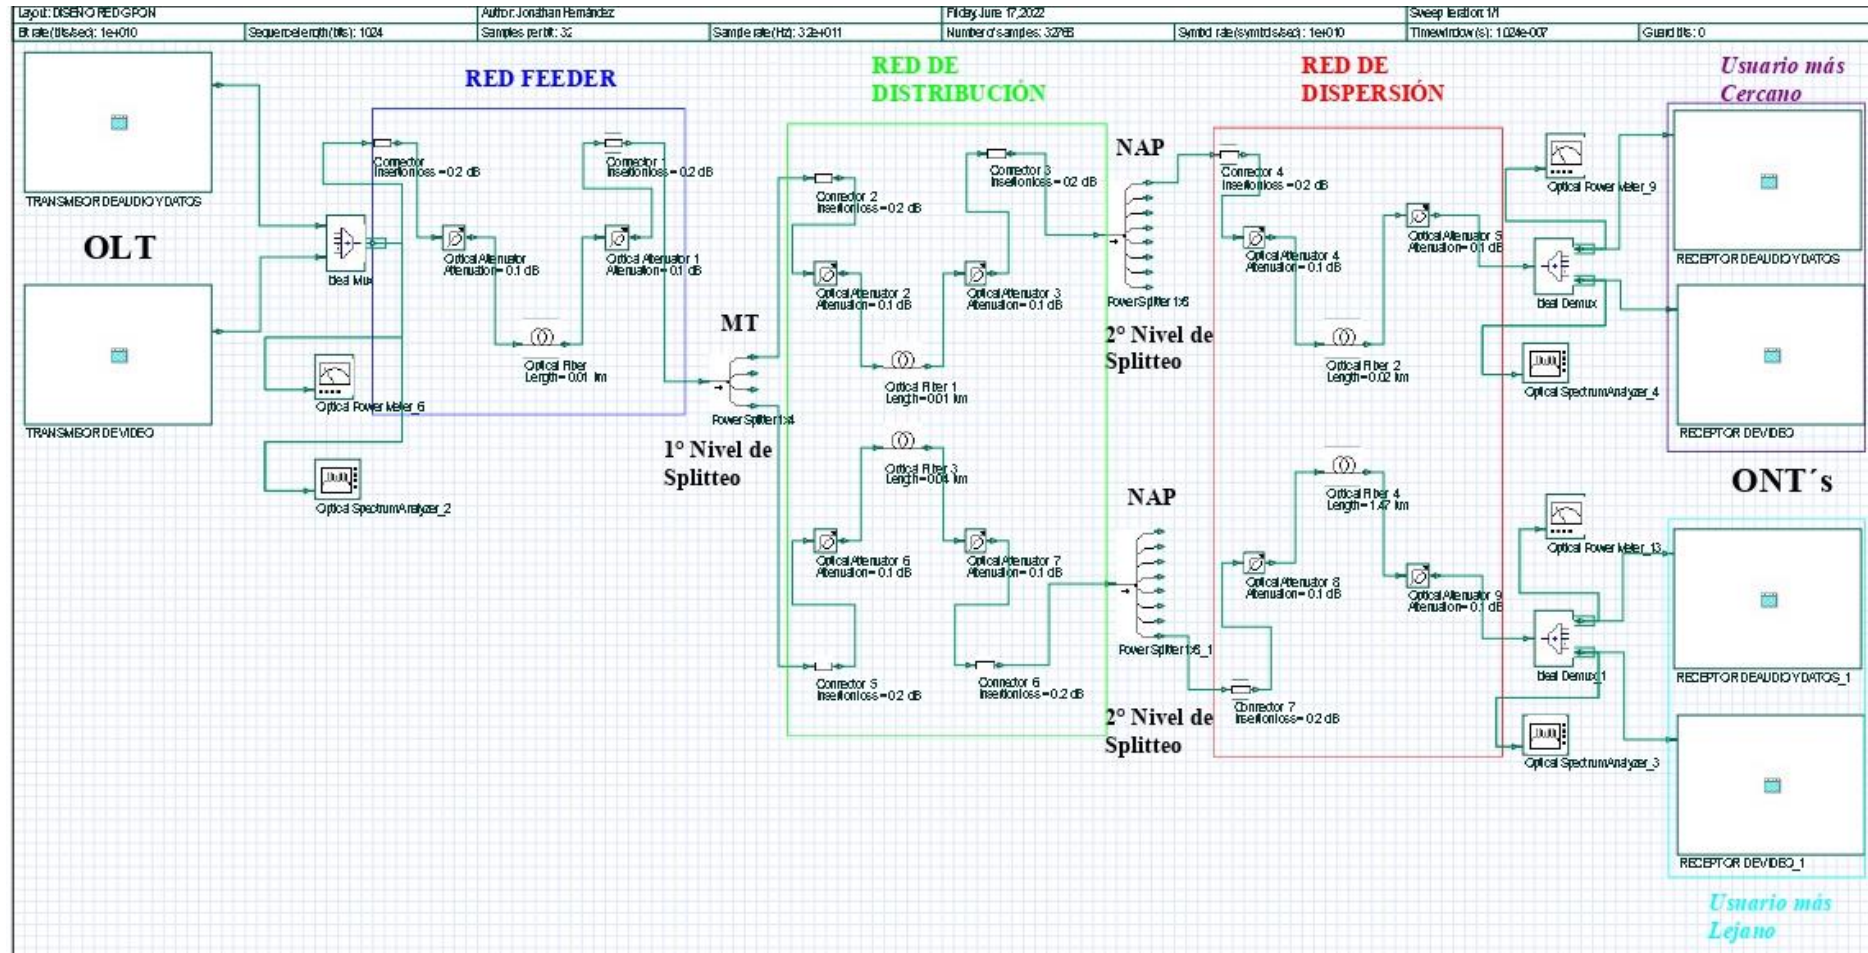 Layout: DISEÑO RED GPON
Author: Jonathan Hernández
Friday, June 17, 2022
Sweep Iteration: 1/1
Bit rate (bits/sec): 1e+010
Sequence length (bits): 1024
Samples per bit: 32
Sample rate (Hz): 3.2e+011
Number of samples: 32768
Symbol rate (symbols/sec): 1e+010
Time window (s): 1.024e-007
Guard Bits: 0
TRANSMISOR DE AUDIO Y DATOS
OLT
TRANSMISOR DE VIDEO
Ideal Mux
Optical Power Meter_6
Optical Spectrum Analyzer_2
RED FEEDER
Connector
Insertion loss = 0.2 dB
Connector 1
Insertion loss = 0.2 dB
Optical Attenuator
Attenuation = 0.1 dB
Optical Attenuator 1
Attenuation = 0.1 dB
Optical Fiber
Length = 0.01 km
MT
Power Splitter 1x4
1° Nivel de
Splitteo
RED DE
DISTRIBUCIÓN
Connector 2
Insertion loss = 0.2 dB
Connector 3
Insertion loss = 0.2 dB
Optical Attenuator 2
Attenuation = 0.1 dB
Optical Attenuator 3
Attenuation = 0.1 dB
Optical Fiber 1
Length = 0.01 km
Optical Fiber 3
Length = 0.04 km
Optical Attenuator 6
Attenuation = 0.1 dB
Optical Attenuator 7
Attenuation = 0.1 dB
Connector 5
Insertion loss = 0.2 dB
Connector 6
Insertion loss = 0.2 dB
NAP
2° Nivel de
Splitteo
NAP
2° Nivel de
Splitteo
RED DE
DISPERSIÓN
Connector 4
Insertion loss = 0.2 dB
Optical Attenuator 4
Attenuation = 0.1 dB
Optical Attenuator 5
Attenuation = 0.1 dB
Optical Fiber 2
Length = 0.02 km
Optical Fiber 4
Length = 1.47 km
Optical Attenuator 8
Attenuation = 0.1 dB
Optical Attenuator 9
Attenuation = 0.1 dB
Connector 7
Insertion loss = 0.2 dB
Optical Power Meter_9
Ideal Demux
Optical Spectrum Analyzer_4
Optical Power Meter_13
Ideal Demux_1
Optical Spectrum Analyzer_3
Usuario más
Cercano
RECEPTOR DE AUDIO Y DATOS
RECEPTOR DE VIDEO
ONT´s
RECEPTOR DE AUDIO Y DATOS_1
RECEPTOR DE VIDEO_1
Usuario más
Lejano